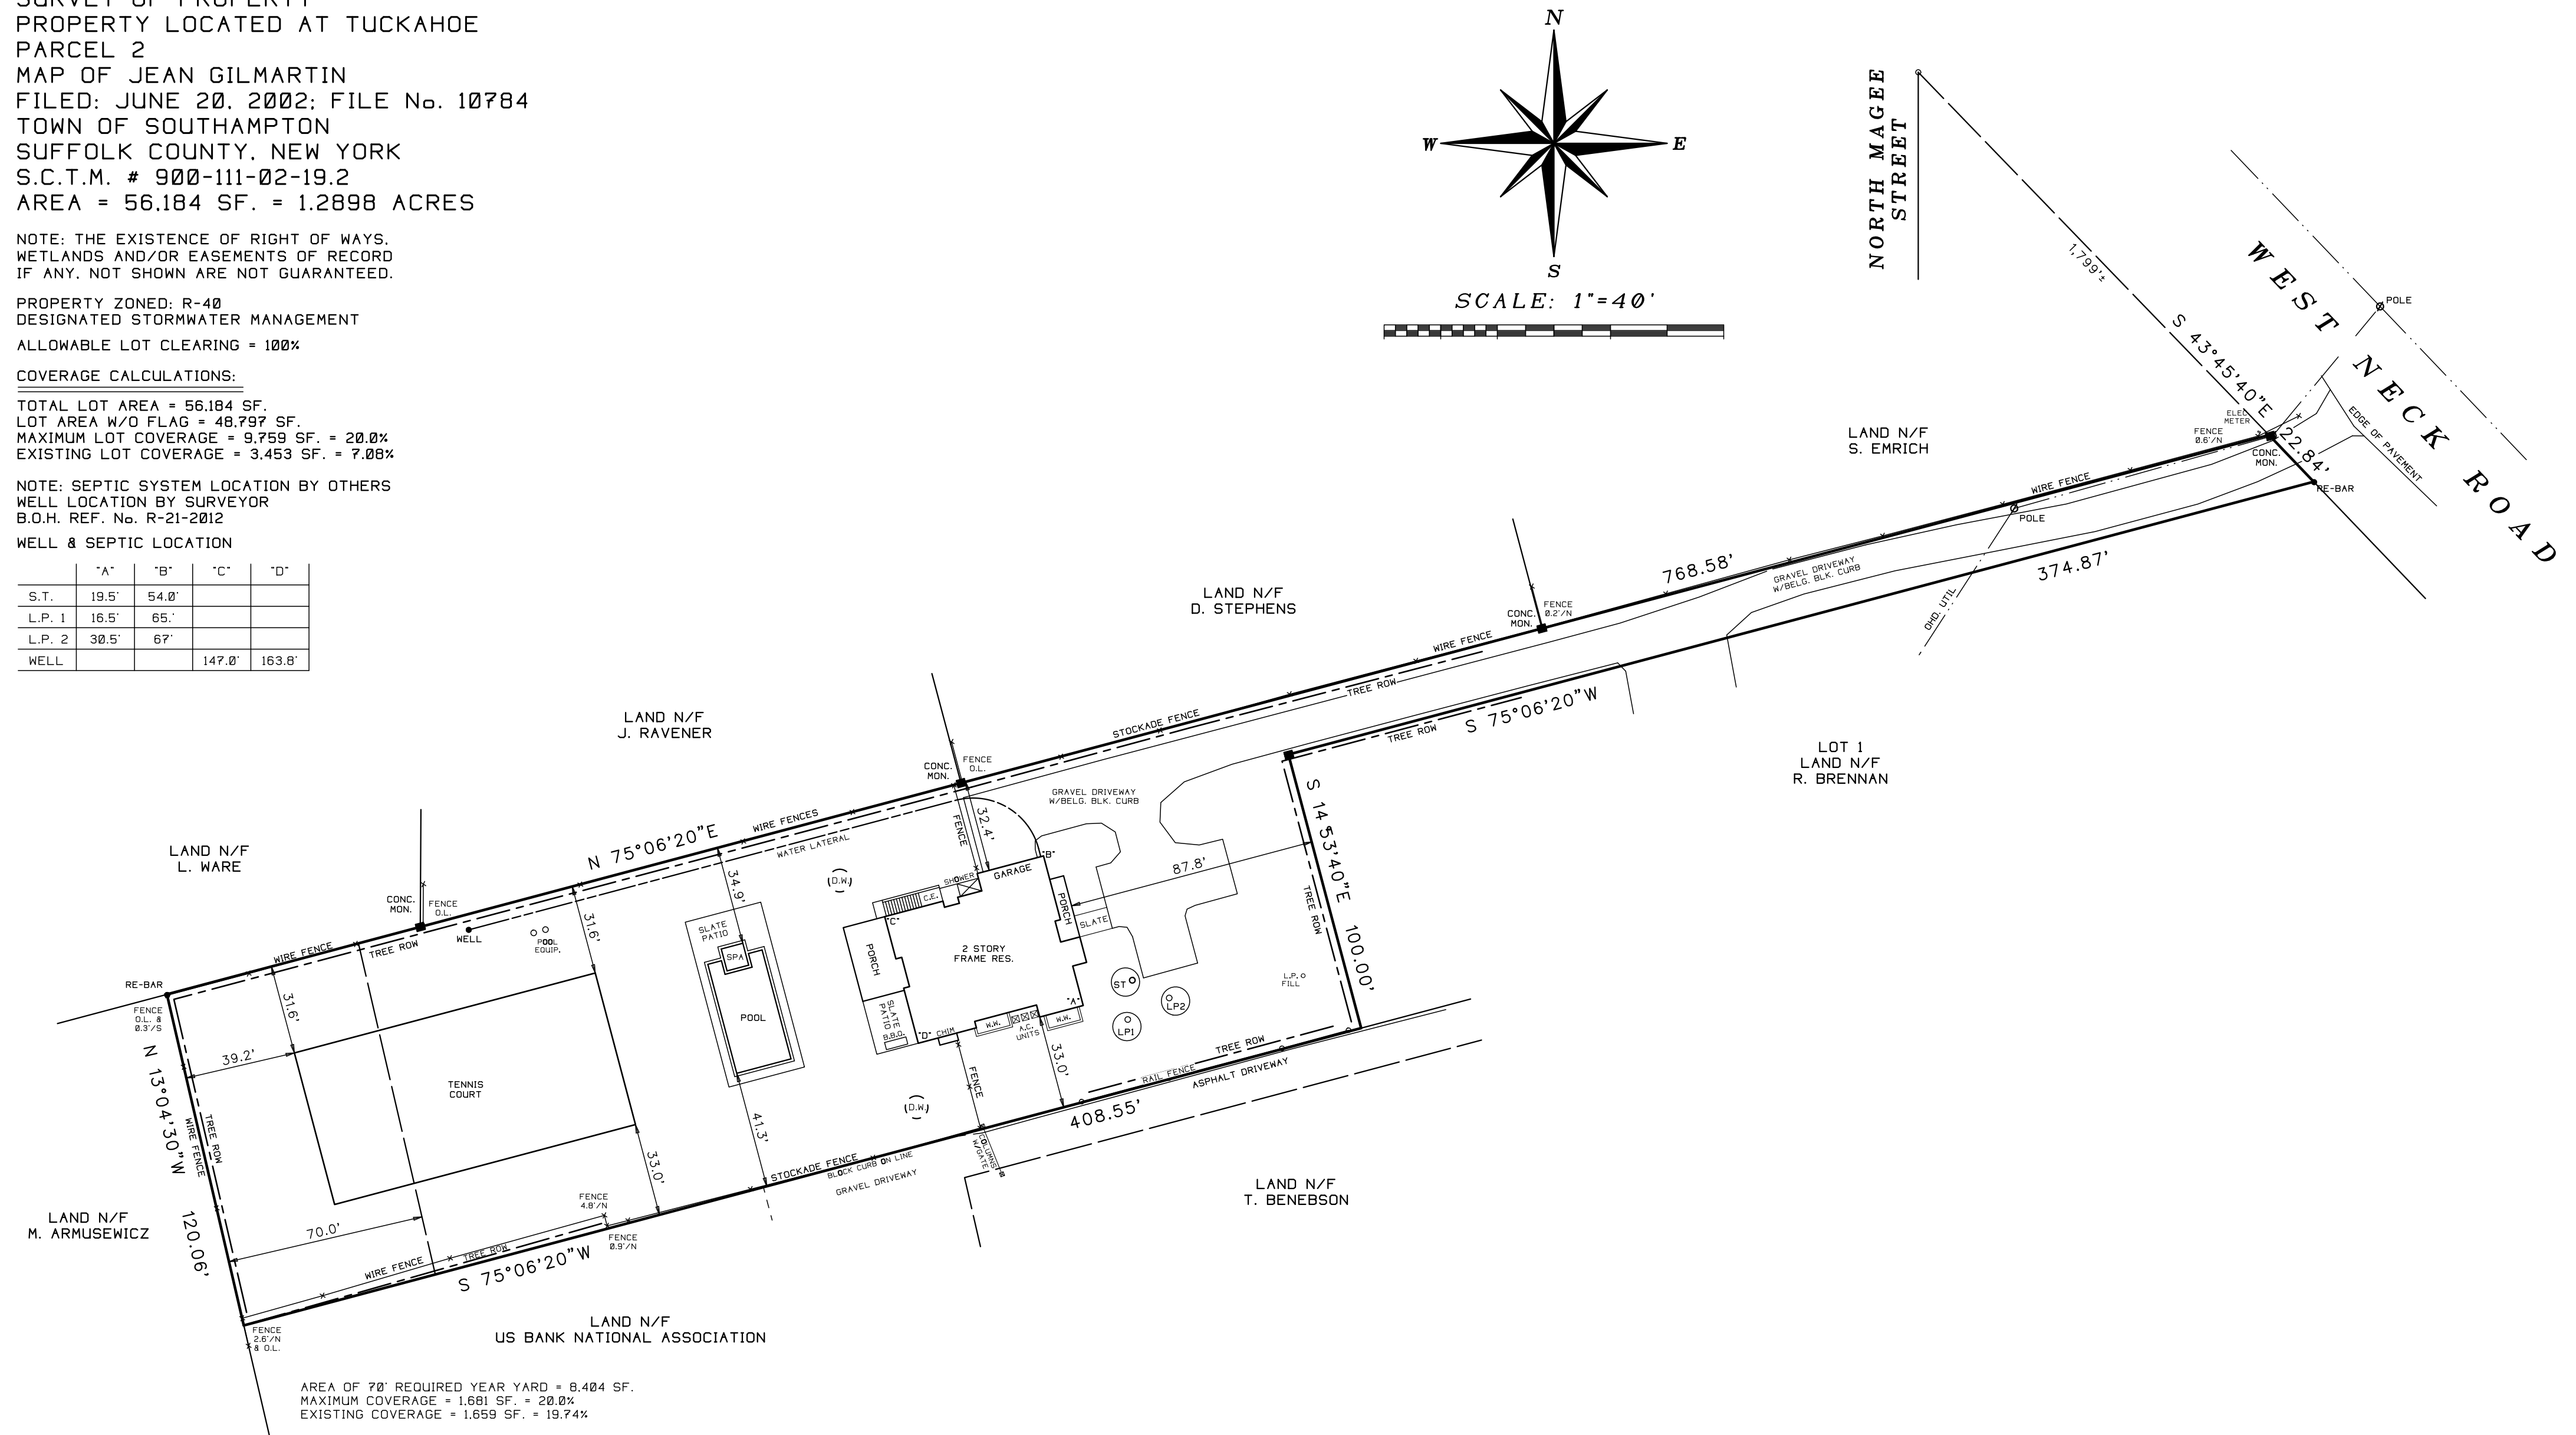 SURVEY OF PROPERTY
PROPERTY LOCATED AT TUCKAHOE
PARCEL 2
MAP OF JEAN GILMARTIN
FILED: JUNE 20, 2002; FILE No. 10784
TOWN OF SOUTHAMPTON
SUFFOLK COUNTY, NEW YORK
S.C.T.M. # 900-111-02-19.2
AREA = 56,184 SF. = 1.2898 ACRES
NOTE: THE EXISTENCE OF RIGHT OF WAYS,
WETLANDS AND/OR EASEMENTS OF RECORD
IF ANY, NOT SHOWN ARE NOT GUARANTEED.
PROPERTY ZONED: R-40
DESIGNATED STORMWATER MANAGEMENT
ALLOWABLE LOT CLEARING = 100%
COVERAGE CALCULATIONS:
TOTAL LOT AREA = 56,184 SF.
LOT AREA W/O FLAG = 48,797 SF.
MAXIMUM LOT COVERAGE = 9,759 SF. = 20.0%
EXISTING LOT COVERAGE = 3,453 SF. = 7.08%
NOTE: SEPTIC SYSTEM LOCATION BY OTHERS
WELL LOCATION BY SURVEYOR
B.O.H. REF. No. R-21-2012
WELL & SEPTIC LOCATION
"A" "B" "C" "D"
S.T. 19.5' 54.0'
L.P. 1 16.5' 65.'
L.P. 2 30.5' 67'
WELL 147.0' 163.8'
N
W
E
S
SCALE: 1"=40'
NORTH MAGEE
STREET
1,799'±
S 43°45'40"E
22.84'
WEST NECK ROAD
POLE
EDGE OF PAVEMENT
ELEC
METER
FENCE
0.6'/N
CONC.
MON.
RE-BAR
LAND N/F
S. EMRICH
WIRE FENCE
POLE
OHD. UTIL
374.87'
768.58'
GRAVEL DRIVEWAY
W/BELG. BLK. CURB
CONC.
MON.
FENCE
0.2'/N
LAND N/F
D. STEPHENS
WIRE FENCE
TREE ROW
STOCKADE FENCE
S 75°06'20"W
TREE ROW
LOT 1
LAND N/F
R. BRENNAN
LAND N/F
J. RAVENER
CONC.
MON.
FENCE
O.L.
GRAVEL DRIVEWAY
W/BELG. BLK. CURB
S 14°53'40"E 100.00'
TREE ROW
87.8'
32.4'
FENCE
N 75°06'20"E
WIRE FENCES
WATER LATERAL
(D.W.)
LAND N/F
L. WARE
CONC.
MON.
FENCE
O.L.
WELL
POOL
EQUIP.
31.6'
34.9'
SLATE
PATIO
SPA
POOL
SHOWER
C.E.
GARAGE
"B"
PORCH
SLATE
"C"
PORCH
2 STORY
FRAME RES.
SLATE
PATIO
B.B.Q.
"D"
CHIM
W.W.
A.C.
UNITS
W.W.
"A"
ST
LP1
LP2
L.P.
FILL
33.0'
FENCE
TREE ROW
RAIL FENCE
ASPHALT DRIVEWAY
408.55'
WIRE FENCE
TREE ROW
RE-BAR
FENCE
O.L. &
0.3'/S
31.6'
39.2'
TENNIS
COURT
N 13°04'30"W 120.06'
TREE ROW
WIRE FENCE
(D.W.)
41.3'
33.0'
STOCKADE FENCE
BLOCK CURB ON LINE
GRAVEL DRIVEWAY
COLUMNS
W/GATE
LAND N/F
T. BENEBSON
LAND N/F
M. ARMUSEWICZ
70.0'
FENCE
4.8'/N
FENCE
0.9'/N
WIRE FENCE
TREE ROW
S 75°06'20"W
FENCE
2.6'/N
& O.L.
LAND N/F
US BANK NATIONAL ASSOCIATION
AREA OF 70' REQUIRED YEAR YARD = 8,404 SF.
MAXIMUM COVERAGE = 1,681 SF. = 20.0%
EXISTING COVERAGE = 1,659 SF. = 19.74%